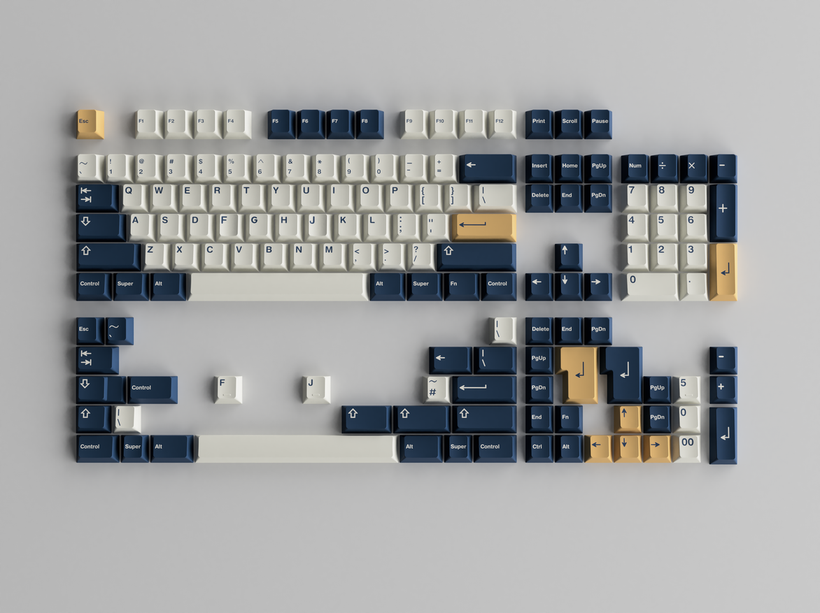 Esc F1 F2 F3 F4 F5 F6 F7 F8 F9 F10 F11 F12 Print Scroll Pause
~ ! @ # $ % ^ & * ( ) _ + ← Insert Home PgUp Num ÷ × −
` 1 2 3 4 5 6 7 8 9 0 - =
⇤ Q W E R T Y U I O P { } | Delete End PgDn 7 8 9 +
⇥ [ ] \
⇩ A S D F G H J K L : " ↵ 4 5 6
; '
⇧ Z X C V B N M < > ? ⇧ ↑ 1 2 3 ↵
, . /
Control Super Alt Alt Super Fn Control ← ↓ → 0 .
Esc ~ | Delete End PgDn
` \
⇤ ← | PgUp ↵ ↵ −
⇥ \
⇩ Control F J ~ ↵ PgDn PgUp 5 +
#
⇧ | ⇧ ⇧ ⇧ End Fn ↑ PgDn 0 ↵
\
Control Super Alt Alt Super Control Ctrl Alt ← ↓ → 00